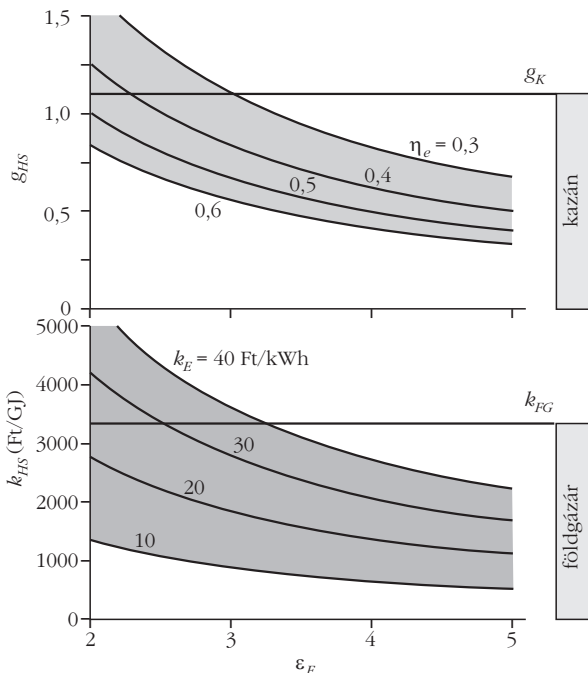 1,5
1,0
0,5
0
g_HS
g_K
η_e = 0,3
0,4
0,5
0,6
kazán
5000
4000
3000
2000
1000
0
k_HS (Ft/GJ)
k_E = 40 Ft/kWh
k_FG
30
20
10
földgázár
2
3
4
5
ε_F